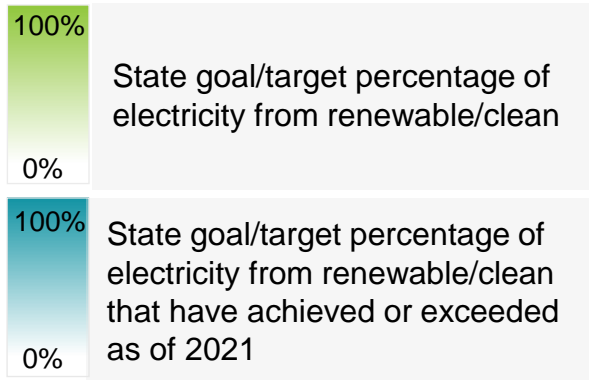 100%
State goal/target percentage of
electricity from renewable/clean
0%
100%
State goal/target percentage of
electricity from renewable/clean
that have achieved or exceeded
as of 2021
0%